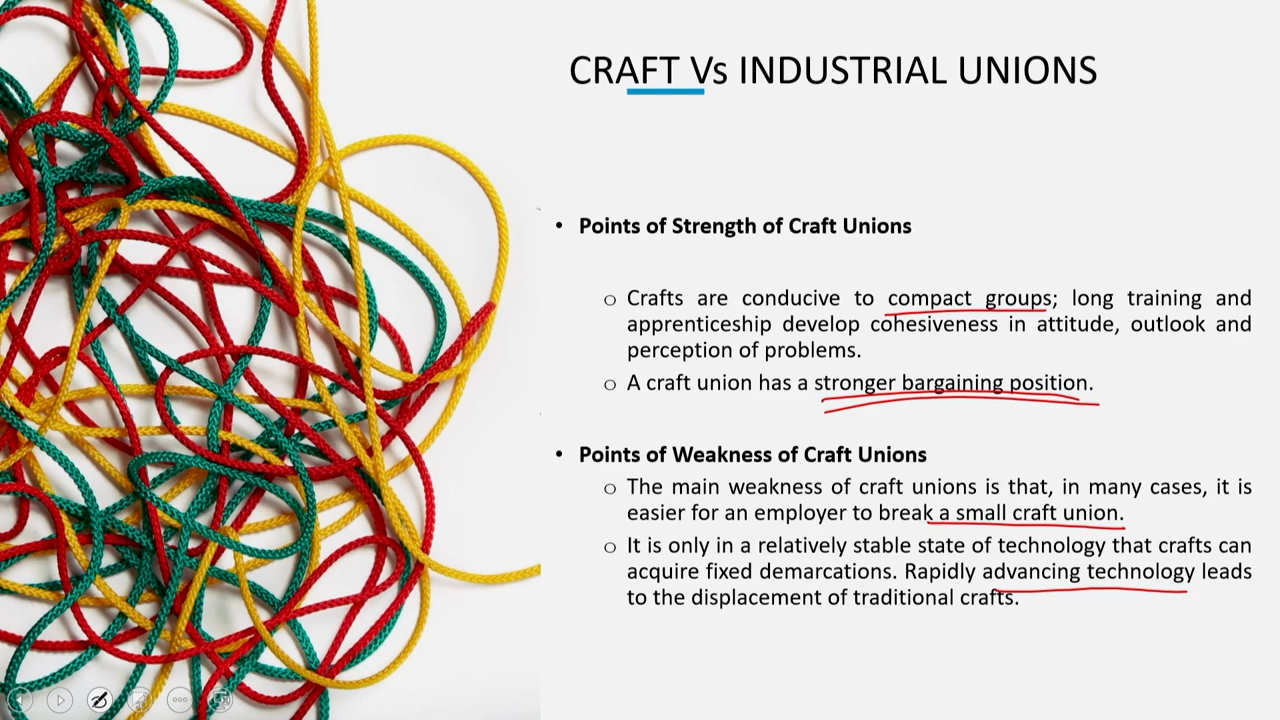 CRAFT Vs INDUSTRIAL UNIONS
• Points of Strength of Craft Unions
o Crafts are conducive to compact groups; long training and
apprenticeship develop cohesiveness in attitude, outlook and
perception of problems.
o A craft union has a stronger bargaining position.
• Points of Weakness of Craft Unions
o The main weakness of craft unions is that, in many cases, it is
easier for an employer to break a small craft union.
o It is only in a relatively stable state of technology that crafts can
acquire fixed demarcations. Rapidly advancing technology leads
to the displacement of traditional crafts.